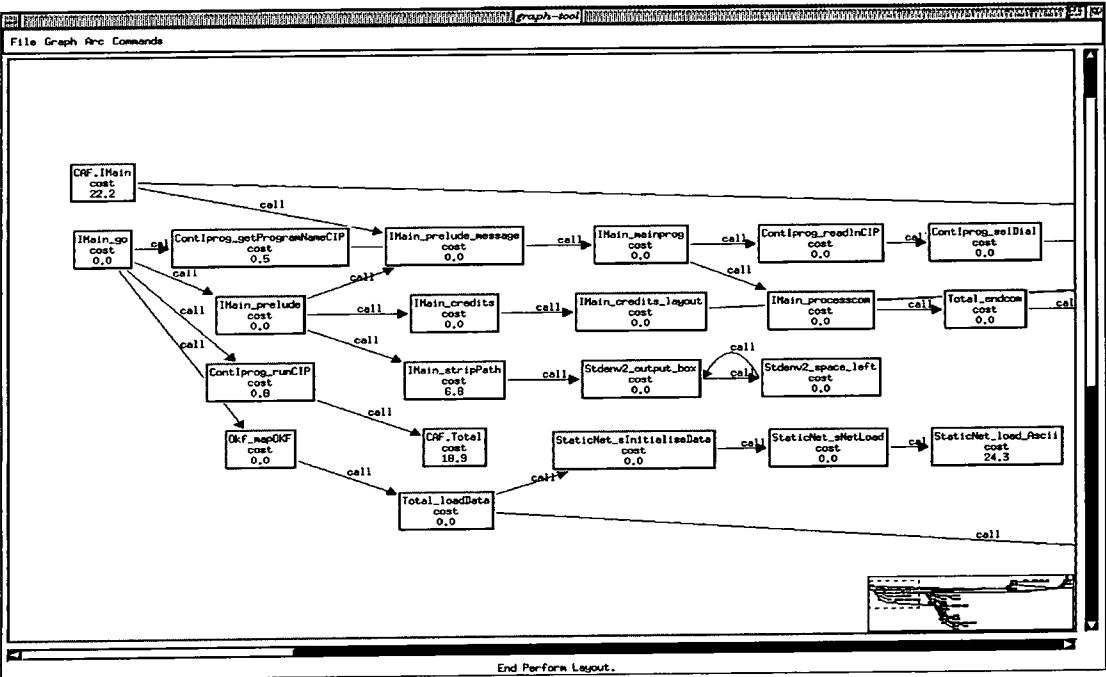 graph-tool
File Graph Arc Commands
CAF.IMain
cost
22.2
call
IMain_go
cost
0.0
cal
ContIprog_getProgramNameCIP
cost
0.5
IMain_prelude_message
cost
0.0
call
IMain_mainprog
cost
0.0
call
ContIprog_readlnCIP
cost
0.0
call
ContIprog_selDial
cost
0.0
call
call
call
IMain_prelude
cost
0.0
call
IMain_credits
cost
0.0
call
IMain_credits_layout
cost
0.0
IMain_processcom
cost
0.0
call
Total_endcom
cost
0.0
cal
call
call
call
ContIprog_runCIP
cost
0.8
IMain_stripPath
cost
6.8
call
Stdenv2_output_box
cost
0.0
call
call
Stdenv2_space_left
cost
0.0
call
call
Okf_mapOKF
cost
0.0
CAF.Total
cost
18.9
StaticNet_sInitialiseData
cost
0.0
call
StaticNet_sNetLoad
cost
0.0
cal
StaticNet_load_Ascii
cost
24.3
call
call
Total_loadData
cost
0.0
call
End Perform Layout.